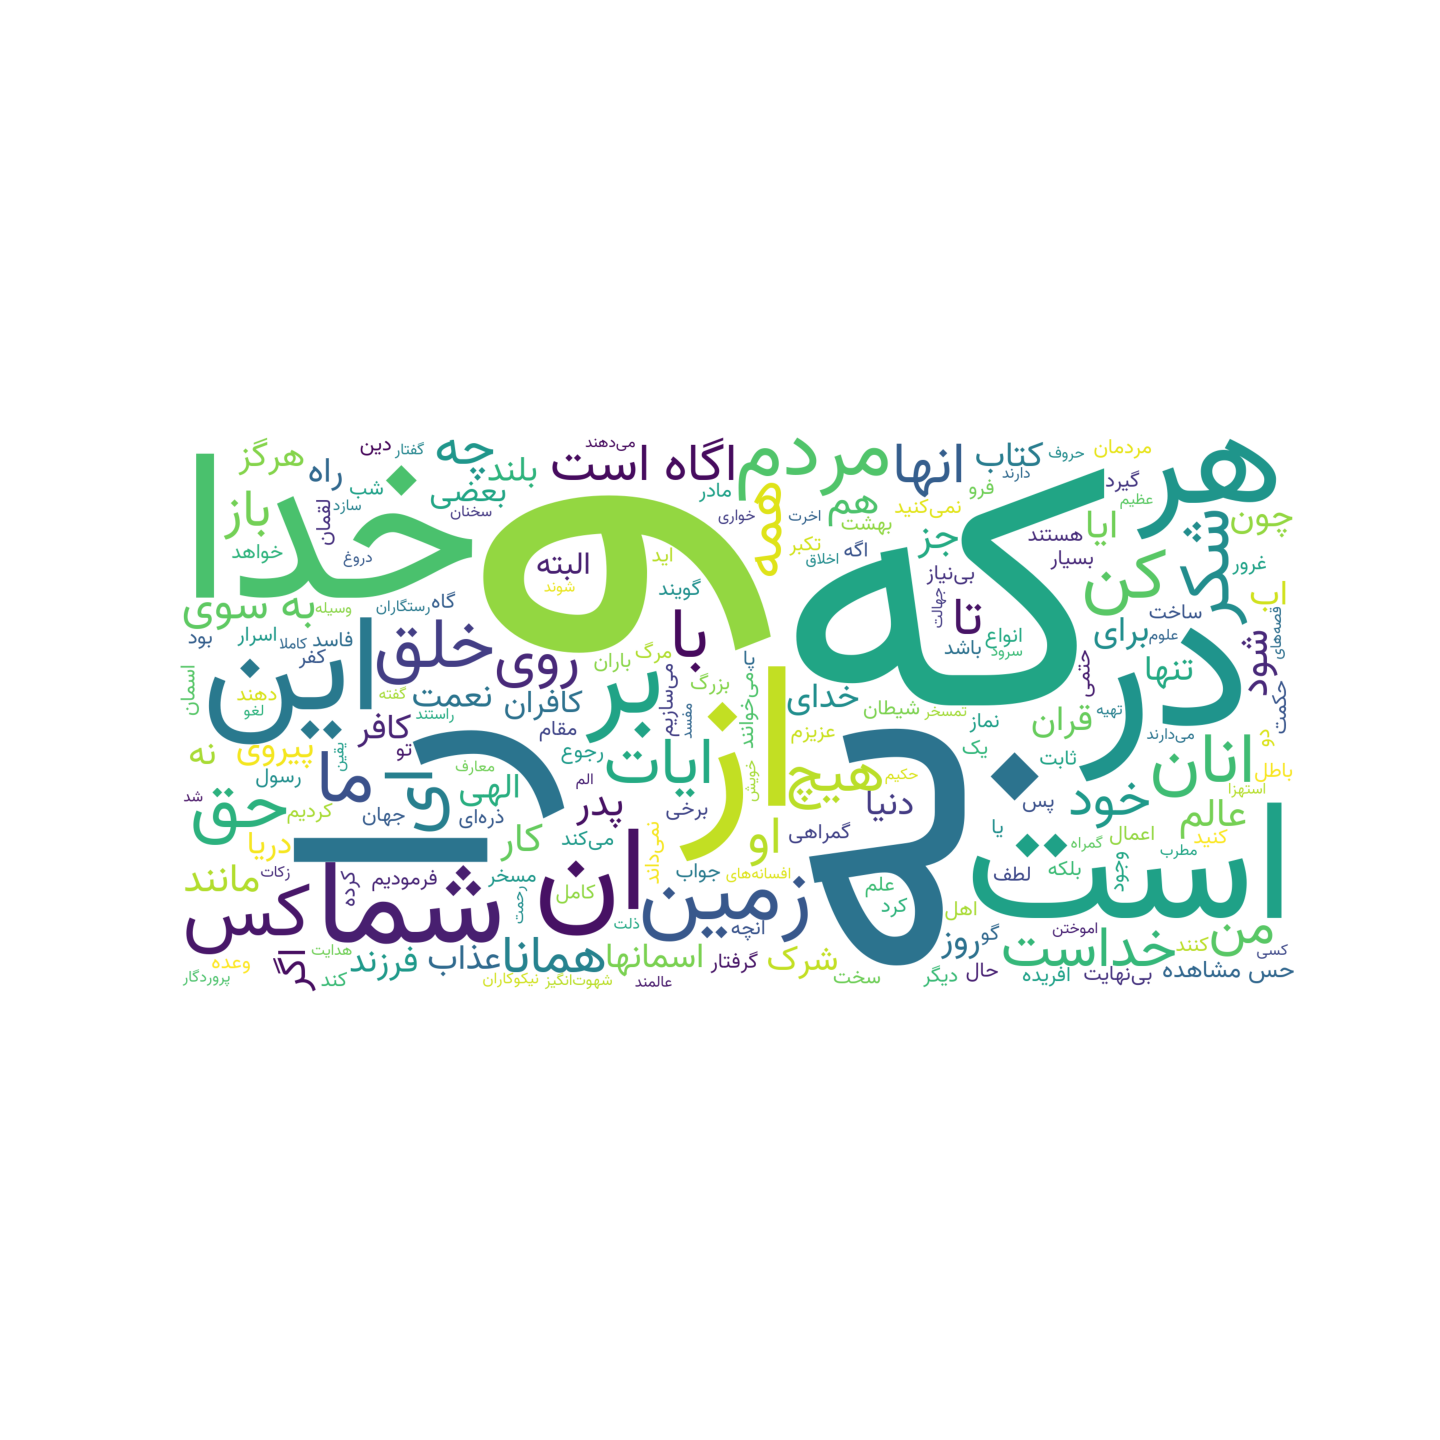 هر
که
و
خدا
در
به
است
از
را
این
ان
شما
ای
بر
زمین
مردم
انها
کتاب
حروف
مردمان
دارند
گیرد
عظیم
چون
شکر
ایا
هستند
کن
بسیار
غرور
اب
ساخت
قصه‌های
علوم
برای
تنها
شود
حتمی
حکمت
تهیه
قران
دو
می‌دارند
انان
باطل
استهزا
ثابت
خود
عالم
پس
یا
کنید
اعمال
گمراه
مطرب
وجود
بلکه
لطف
اموختن
من
کسی
کنند
خداست
حس مشاهده
بی‌نهایت
افریده
حال
دیگر
روز
گو
اهل
علم
کرد
سخت
شرک
گرفتار
اسمانها
عالمند
شهوت‌انگیز
نیکوکاران
همانا
عذاب
فرزند
هدایت
کند
اگر
وعده
پروردگار
کس
مانند
زکات
کرده
فرمودیم
مسخر
رحمت
کامل
ذلت
انچه
نمی‌داند
جواب
افسانه‌های
او
گمراهی
برخی
دنیا
هیچ
حکیم
خویش
عزیزم
یک
نماز
تمسخر
شیطان
خدای
می‌خوانند
تا
بزرگ
مفسد
می‌سازیم
ایات
پدر
الم
رجوع
مقام
کافران
نعمت
راستند
گفته
کافر
تو
معارف
الهی
ذره‌ای
کار
می‌کند
جهان
کردیم
دریا
حق
شد
ما
رسول
پیروی
نه
یقین
لغو
دهند
اسمان
کفر
فاسد
کاملا
اسرار
بود
به سوی
وسیله
رستگاران
گاه
خلق
روی
باران
مرگ
با
گویند
اید
شوند
البته
دروغ
خواهد
باز
لقمان
سازد
شب
راه
هرگز
دین
گفتار
چه
بعضی
سخنان
بلند
اگاه است
می‌دهند
مادر
خواری
همه
اخرت
تکبر
اخلاق
اگه
بهشت
هم
نمی‌کنید
فرو
جز
بی‌نیاز
جهالت
تا
باشد
انواع
سرود